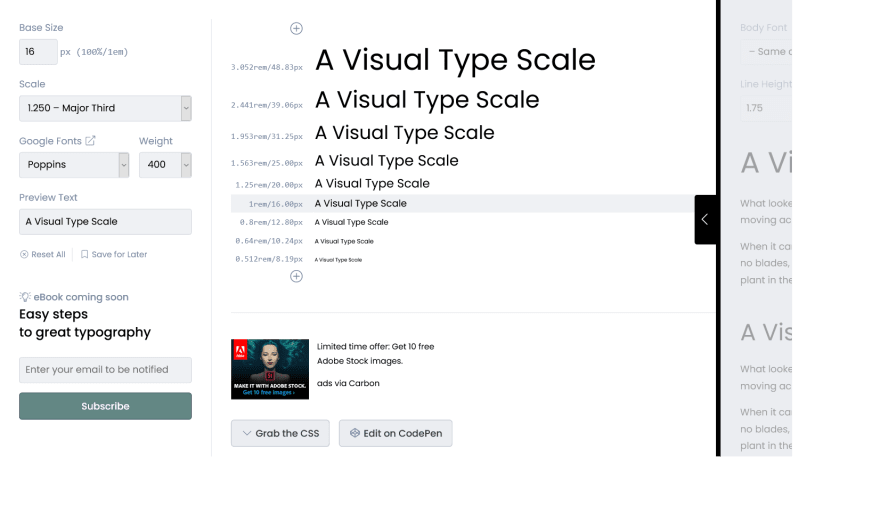 Base Size
16 px (100%/1em)
Scale
1.250 – Major Third
Google Fonts Weight
Poppins 400
Preview Text
A Visual Type Scale
Reset All Save for Later
eBook coming soon
Easy steps
to great typography
Enter your email to be notified
Subscribe
3.052rem/48.83px A Visual Type Scale
2.441rem/39.06px A Visual Type Scale
1.953rem/31.25px A Visual Type Scale
1.563rem/25.00px A Visual Type Scale
1.25rem/20.00px A Visual Type Scale
1rem/16.00px A Visual Type Scale
0.8rem/12.80px A Visual Type Scale
0.64rem/10.24px A Visual Type Scale
0.512rem/8.19px A Visual Type Scale
Adobe
MAKE IT WITH ADOBE STOCK.
Get 10 free images ›
Limited time offer: Get 10 free
Adobe Stock images.
ads via Carbon
Grab the CSS Edit on CodePen
Body Font
– Same
Line Height
1.75
A Vi
What looke
moving ac
When it ca
no blades,
plant in the
A Vis
What looke
moving ac
When it ca
no blades,
plant in the